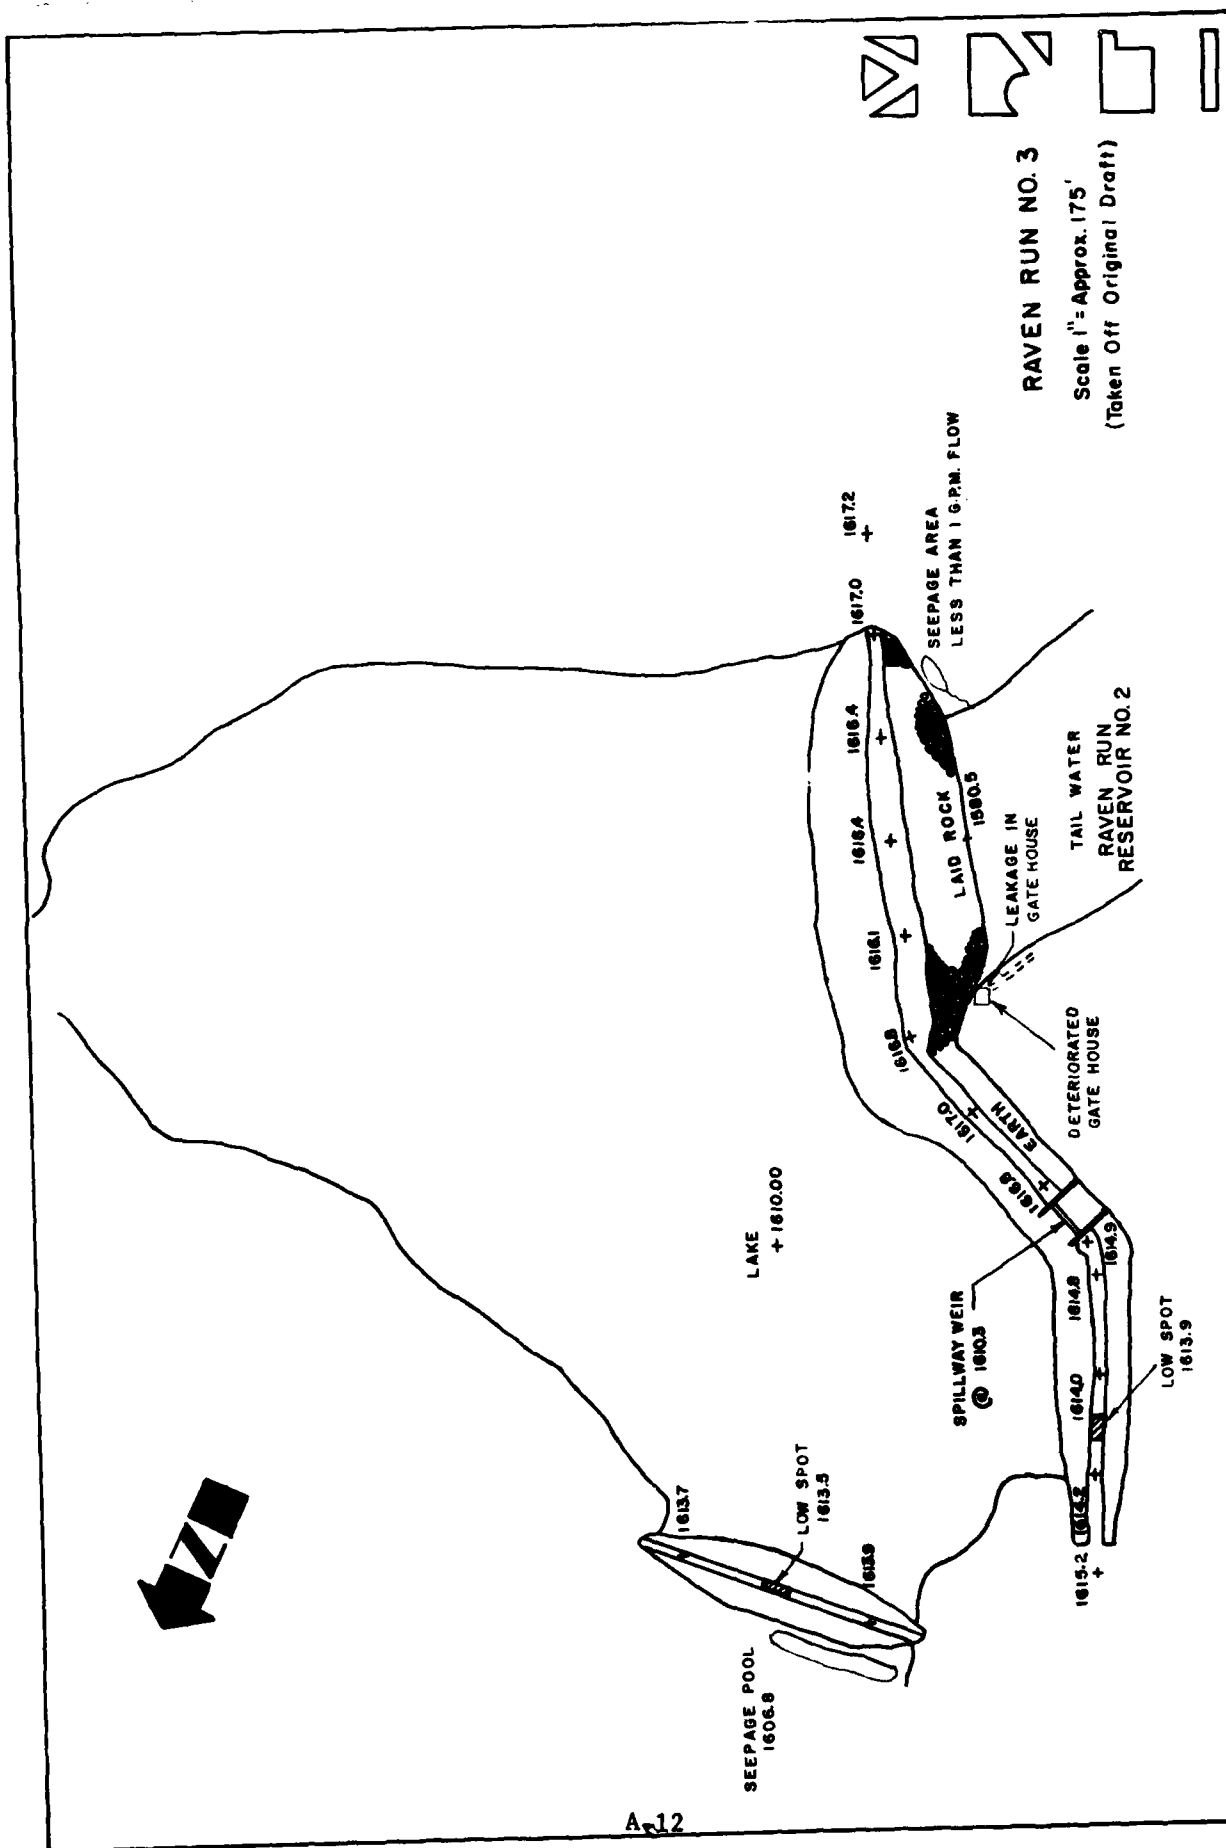 RAVEN RUN NO. 3
Scale 1"=Approx. 175'
(Taken Off Original Draft)
1617.2
1617.0
SEEPAGE AREA
LESS THAN 1 G.P.M. FLOW
1616.4
1616.4
1616.1
1616.8
1617.0
1616.8
LAID ROCK
1580.5
EARTH
LEAKAGE IN
GATE HOUSE
TAIL WATER
RAVEN RUN
RESERVOIR NO. 2
DETERIORATED
GATE HOUSE
LAKE
+ 1610.00
SPILLWAY WEIR
@ 1610.3
1614.9
1614.8
1614.0
LOW SPOT
1613.9
1614.2
1615.2
1613.7
LOW SPOT
1613.5
1613.9
SEEPAGE POOL
1606.8
N
A-12